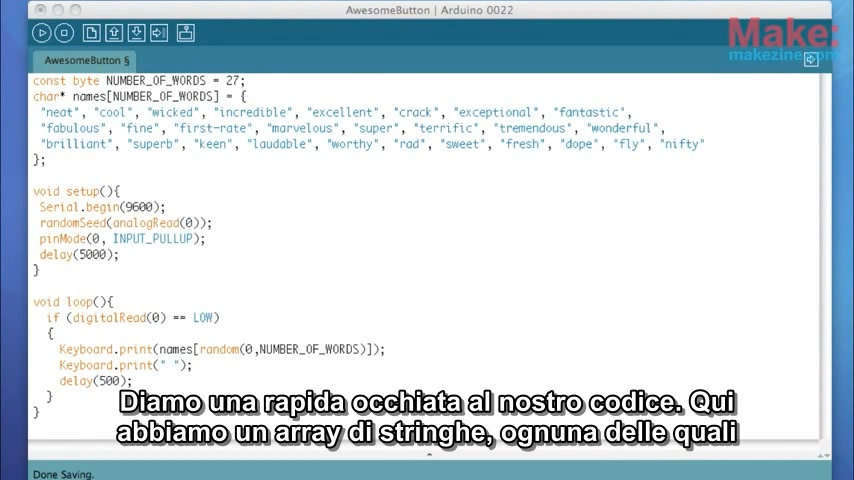 AwesomeButton | Arduino 0022
Make:
makezine.com
AwesomeButton §
const byte NUMBER_OF_WORDS = 27;
char* names[NUMBER_OF_WORDS] = {
"neat", "cool", "wicked", "incredible", "excellent", "crack", "exceptional", "fantastic",
"fabulous", "fine", "first-rate", "marvelous", "super", "terrific", "tremendous", "wonderful",
"brilliant", "superb", "keen", "laudable", "worthy", "rad", "sweet", "fresh", "dope", "fly", "nifty"
};
void setup(){
Serial.begin(9600);
randomSeed(analogRead(0));
pinMode(0, INPUT_PULLUP);
delay(5000);
}
void loop(){
if (digitalRead(0) == LOW)
{
Keyboard.print(names[random(0,NUMBER_OF_WORDS)]);
Keyboard.print(" ");
delay(500);
}
}
Diamo una rapida occhiata al nostro codice. Qui
abbiamo un array di stringhe, ognuna delle quali
Done Saving.